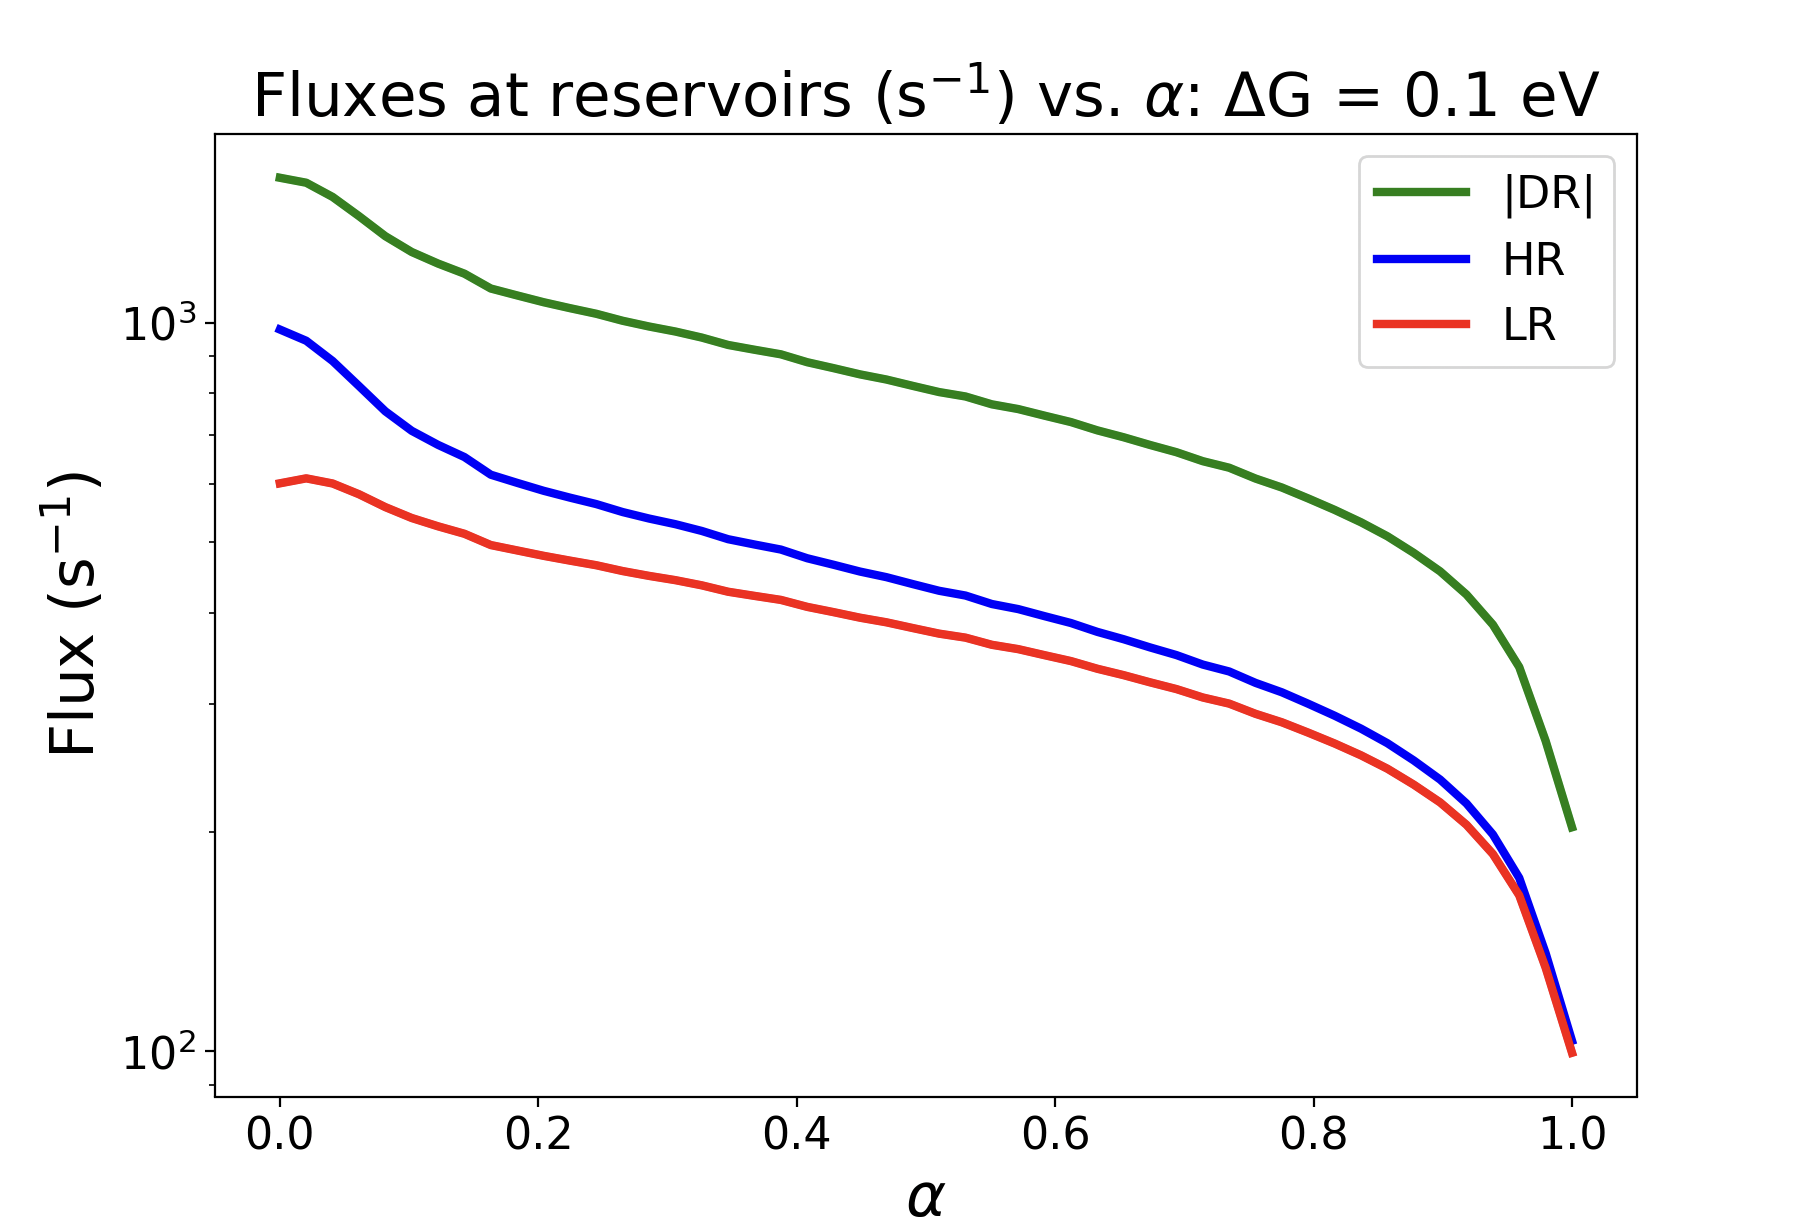 Fluxes at reservoirs (s⁻¹) vs. α: ΔG = 0.1 eV
|DR|
HR
LR
Flux (s⁻¹)
10³
10²
0.0 0.2 0.4 0.6 0.8 1.0
α